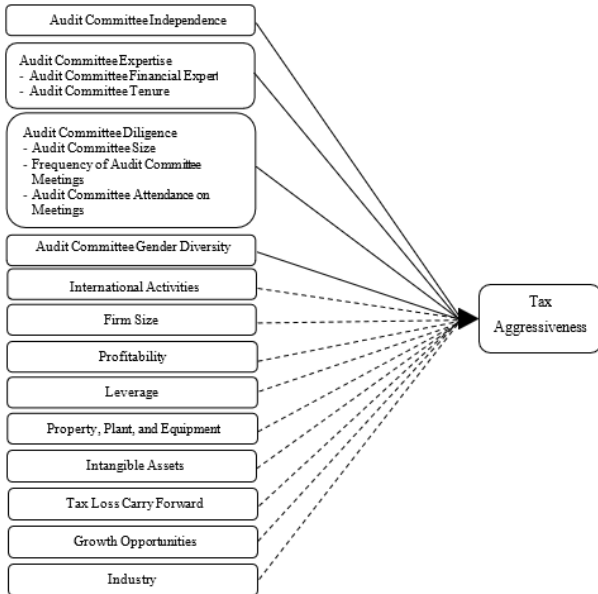 Audit Committee Independence
Audit Committee Expertise
- Audit Committee Financial Expert
- Audit Committee Tenure
Audit Committee Diligence
- Audit Committee Size
- Frequency of Audit Committee
Meetings
- Audit Committee Attendance on
Meetings
Audit Committee Gender Diversity
International Activities
Firm Size
Profitability
Leverage
Property, Plant, and Equipment
Intangible Assets
Tax Loss Carry Forward
Growth Opportunities
Industry
Tax
Aggressiveness